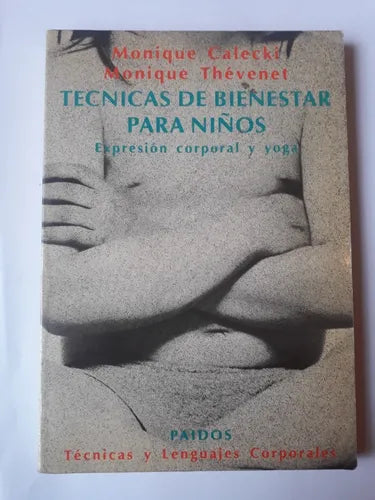 Monique Calecki
Monique Thévenet
TECNICAS DE BIENESTAR
PARA NIÑOS
Expresión corporal y yoga
PAIDOS
Técnicas y Lenguajes Corporales